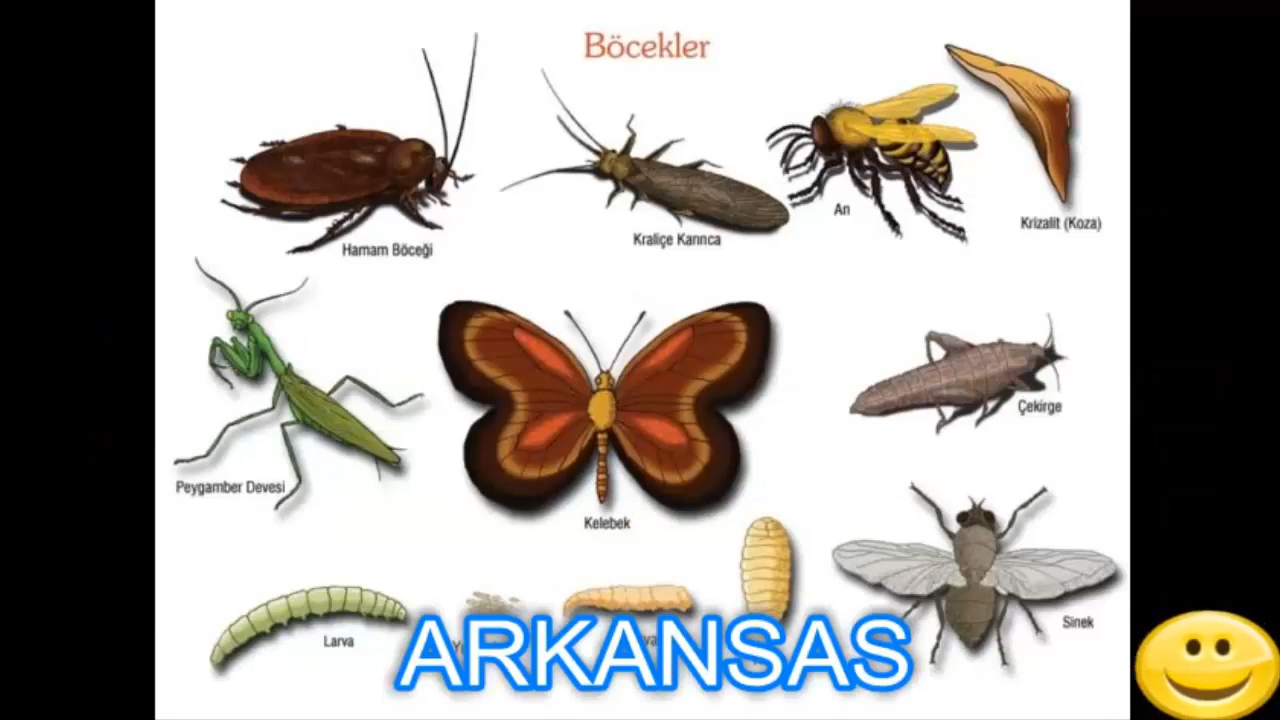 Böcekler
Hamam Böceği
Kraliçe Karınca
Arı
Krizalit (Koza)
Peygamber Devesi
Kelebek
Çekirge
Larva
Sinek
ARKANSAS